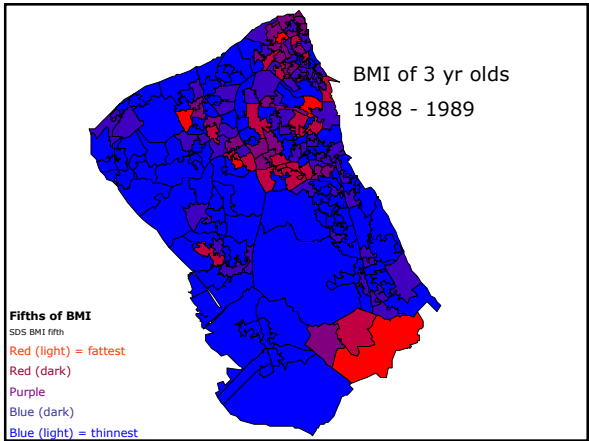 BMI of 3 yr olds
1988 - 1989
Fifths of BMI
SDS BMI fifth
Red (light) = fattest
Red (dark)
Purple
Blue (dark)
Blue (light) = thinnest